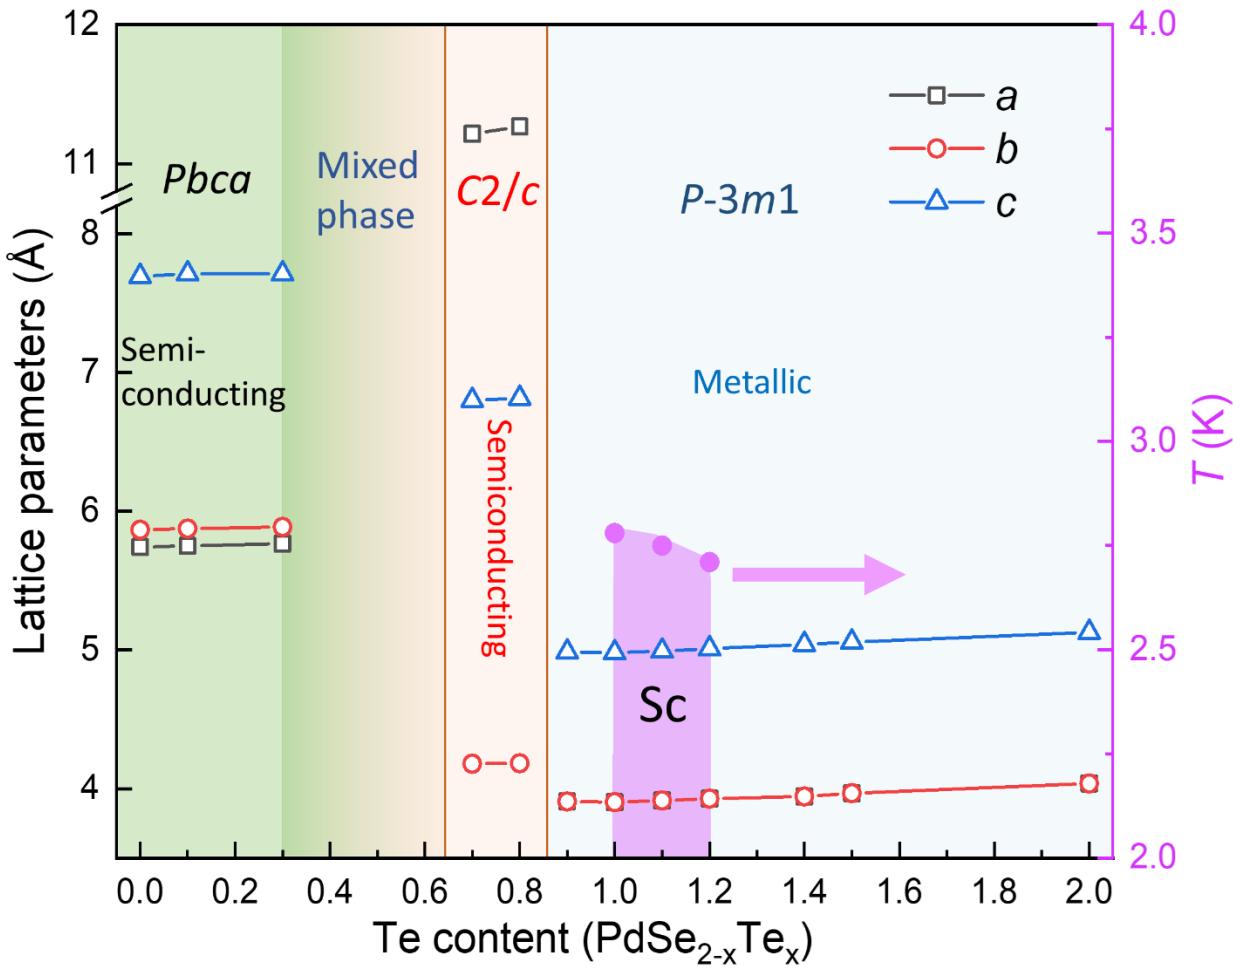 12
11
8
7
6
5
4
Lattice parameters (Å)
4.0
3.5
3.0
2.5
2.0
T (K)
a
b
c
Pbca
Mixed
phase
C2/c
P-3m1
Semi-
conducting
Semiconducting
Metallic
Sc
0.0 0.2 0.4 0.6 0.8 1.0 1.2 1.4 1.6 1.8 2.0
Te content (PdSe₂₋ₓTeₓ)